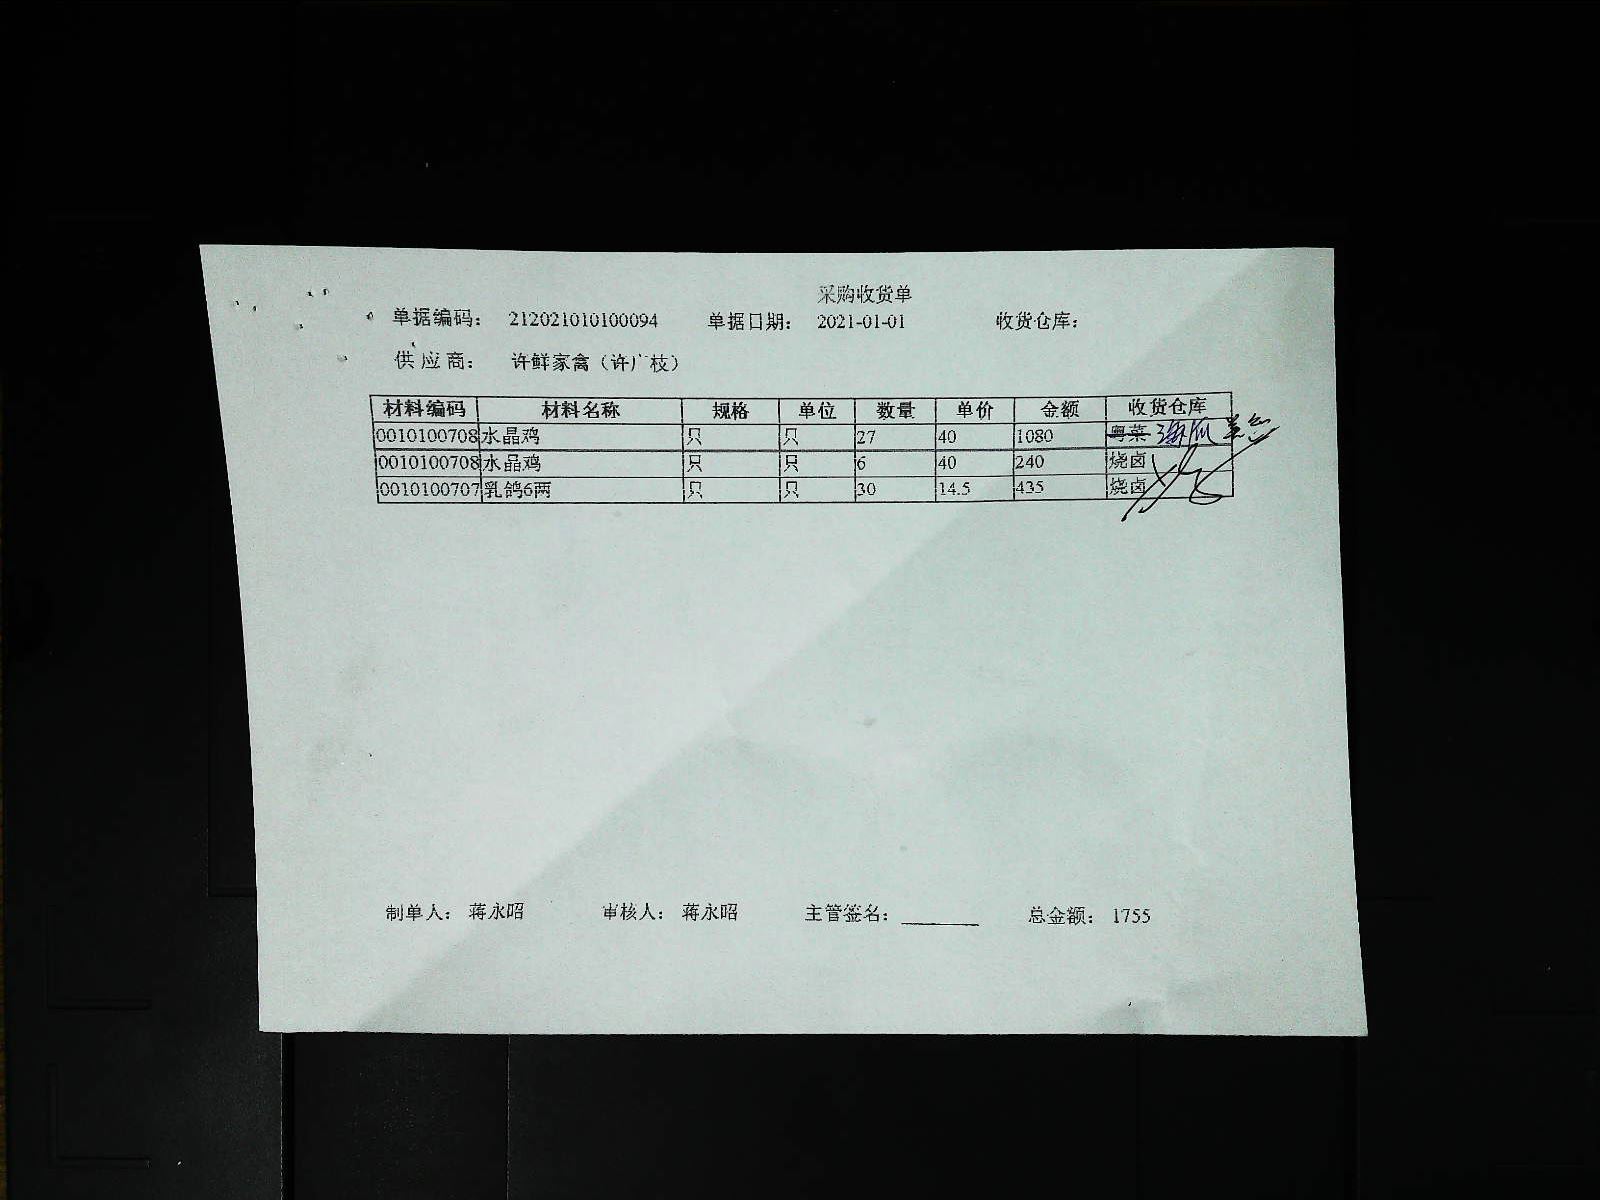 采购收货单
单据编码： 212021010100094 单据日期： 2021-01-01 收货仓库：
供应商： 许鲜家禽（许广枝）
材料编码 材料名称 规格 单位 数量 单价 金额 收货仓库
0010100708 水晶鸡 只 只 27 40 1080 粤菜
0010100708 水晶鸡 只 只 6 40 240 烧卤
0010100707 乳鸽6两 只 只 30 14.5 435 烧卤
制单人： 蒋永昭 审核人： 蒋永昭 主管签名： 总金额： 1755